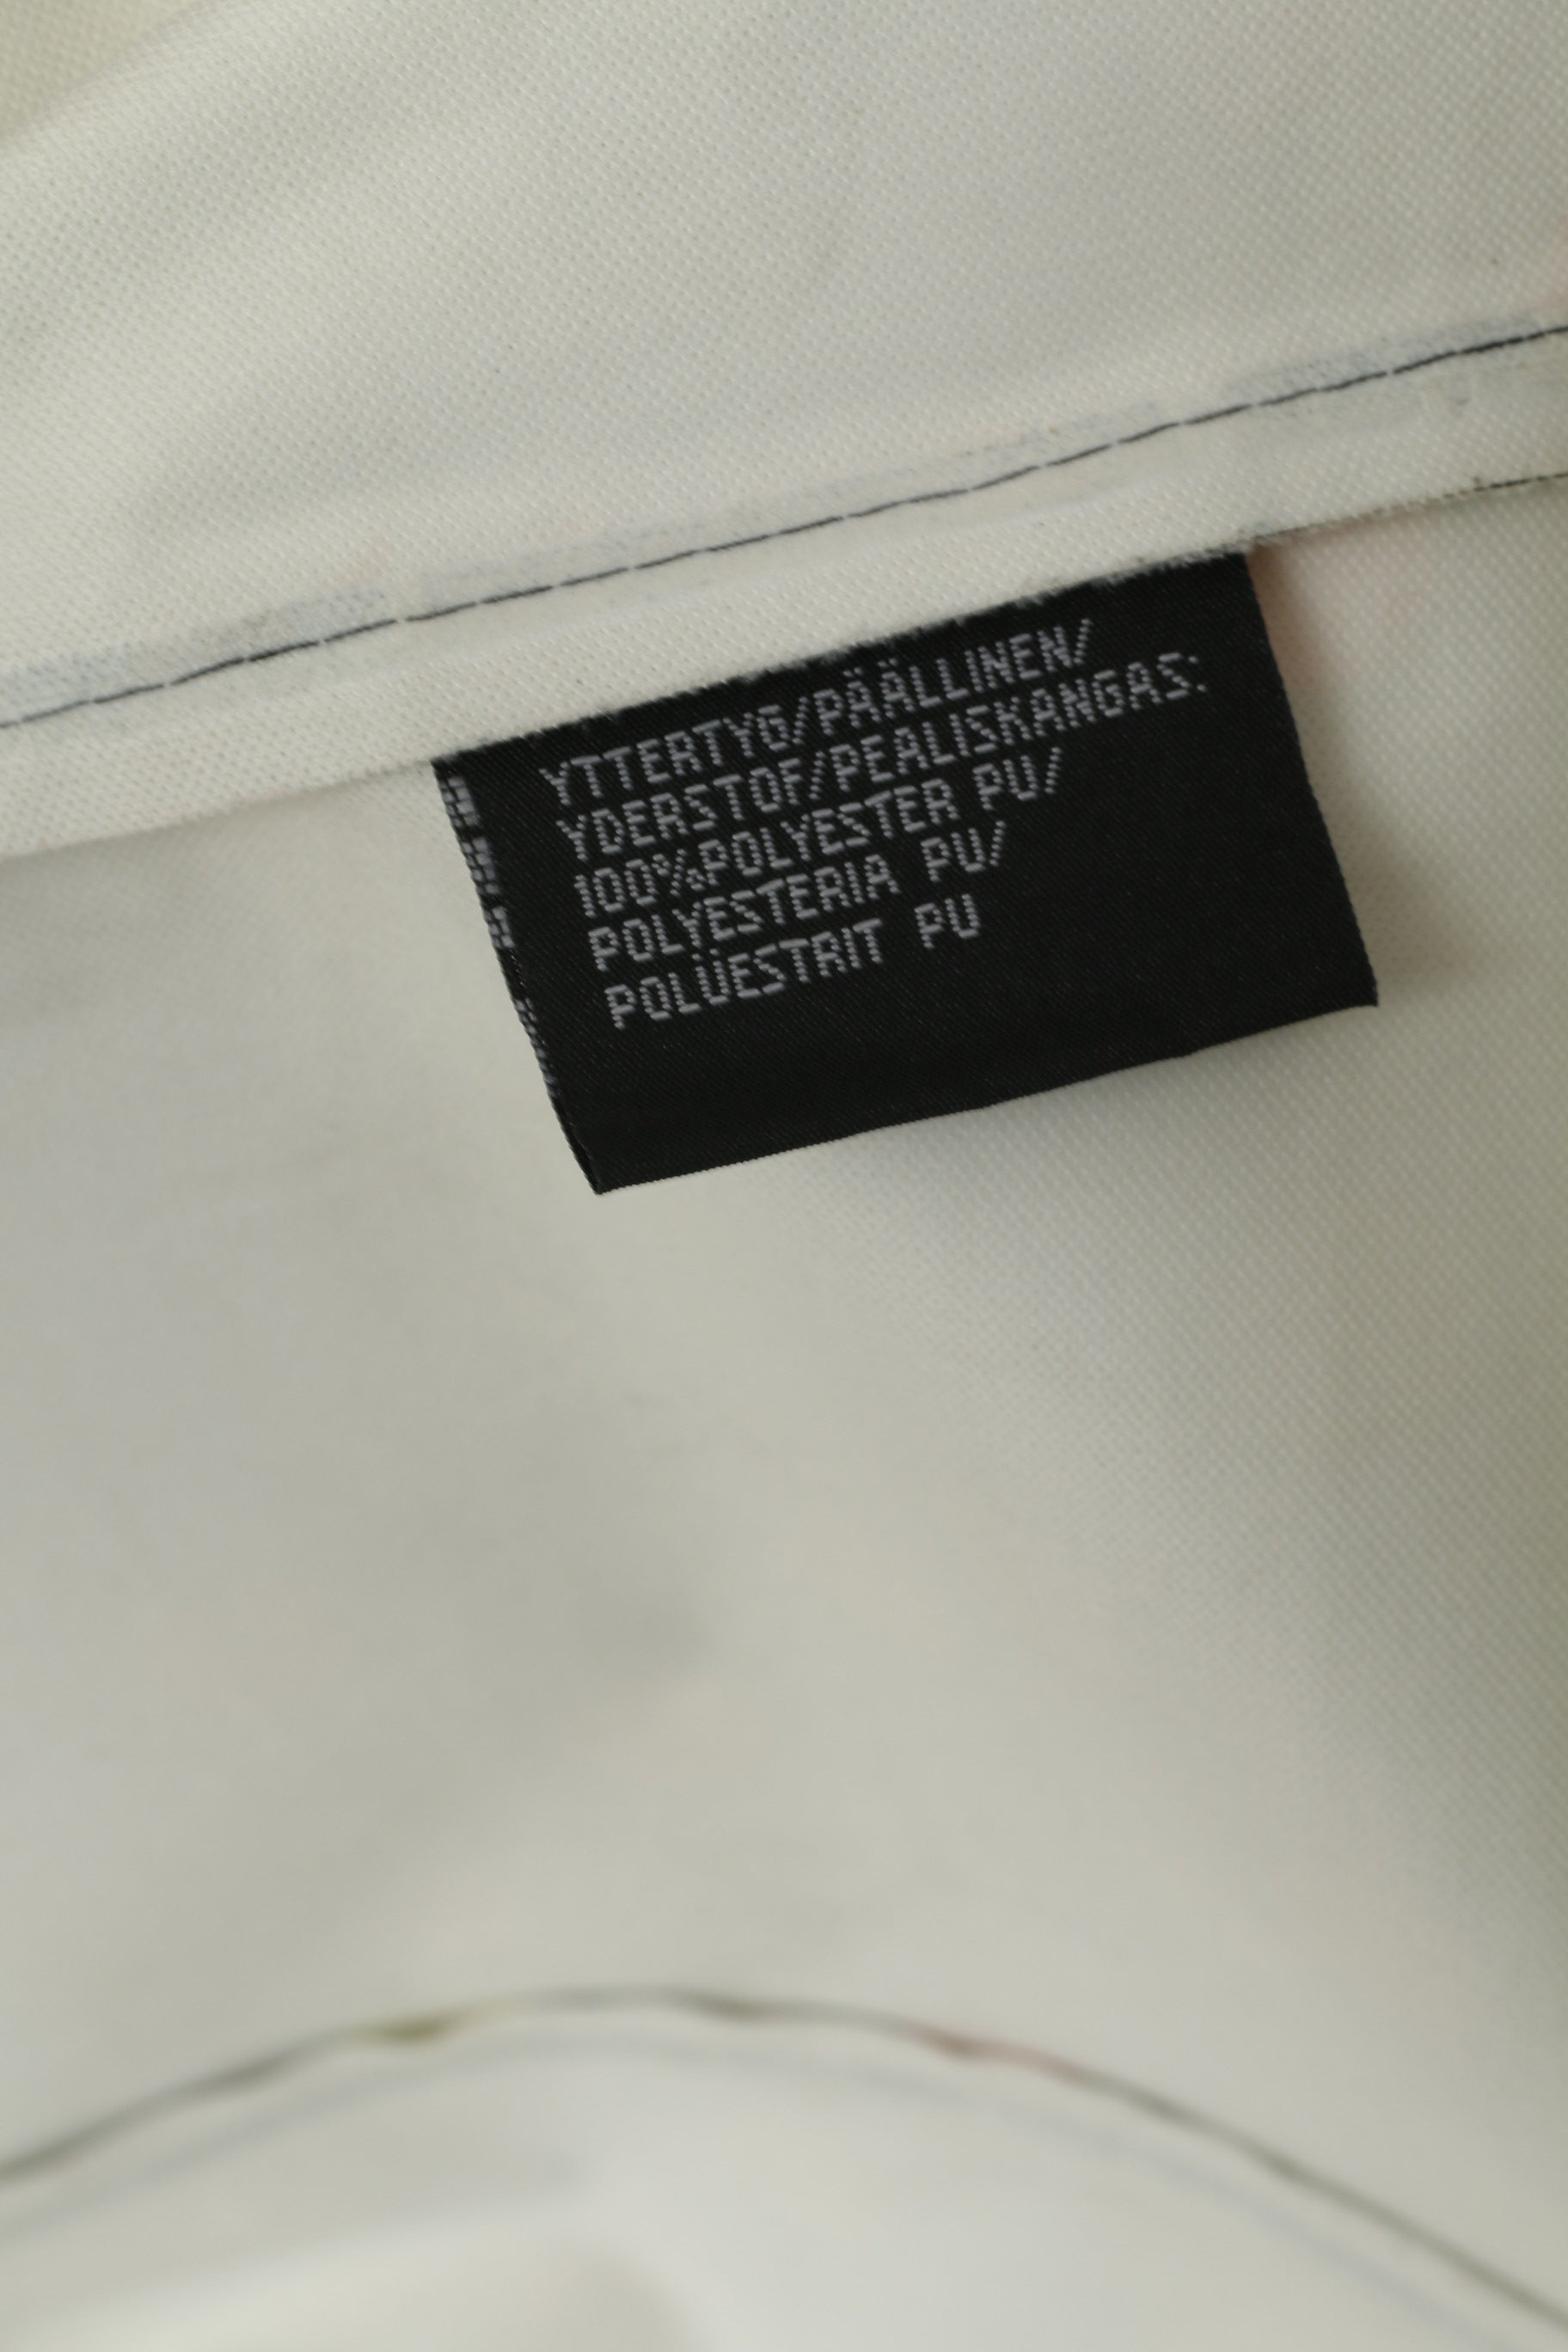 YTTERTYG/PÄÄLLINEN/
YDERSTOF/PEALISKANGAS:
100%POLYESTER PU/
POLYESTERIA PU/
POLÜESTRIT PU